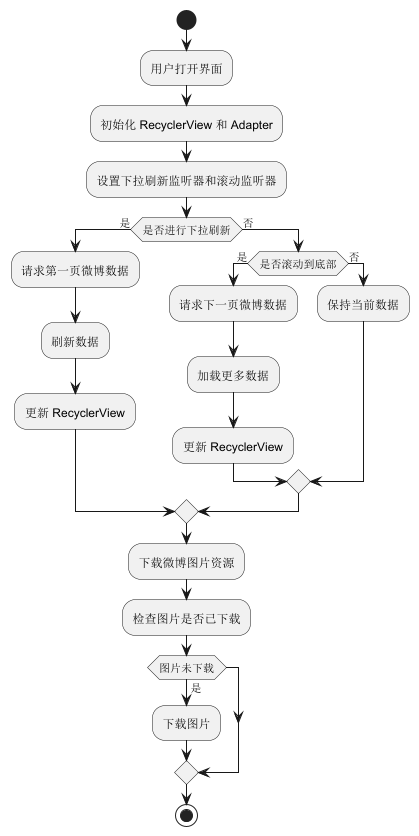 用户打开界面
初始化 RecyclerView 和 Adapter
设置下拉刷新监听器和滚动监听器
是否进行下拉刷新
是
否
请求第一页微博数据
刷新数据
更新 RecyclerView
是否滚动到底部
是
否
请求下一页微博数据
加载更多数据
更新 RecyclerView
保持当前数据
下载微博图片资源
检查图片是否已下载
图片未下载
是
下载图片